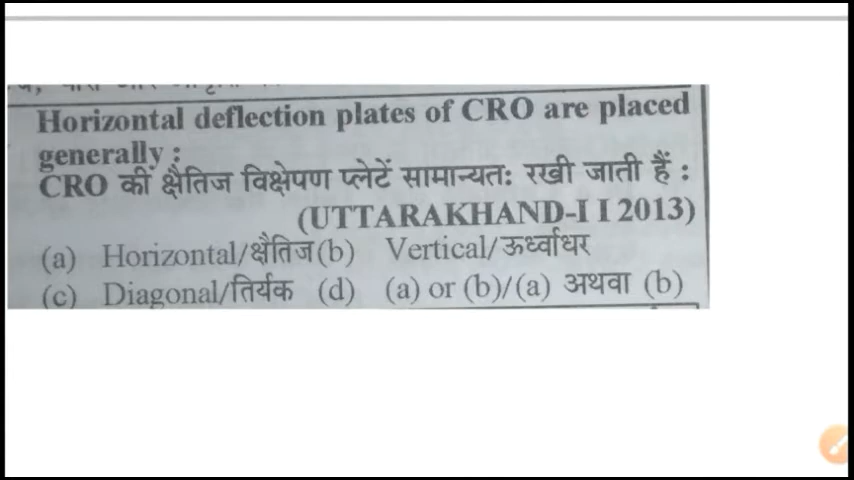 Horizontal deflection plates of CRO are placed
generally :
CRO की क्षैतिज विक्षेपण प्लेटें सामान्यतः रखी जाती हैं :
(UTTARAKHAND-I I 2013)
(a) Horizontal/क्षैतिज (b) Vertical/ऊर्ध्वाधर
(c) Diagonal/तिर्यक (d) (a) or (b)/(a) अथवा (b)